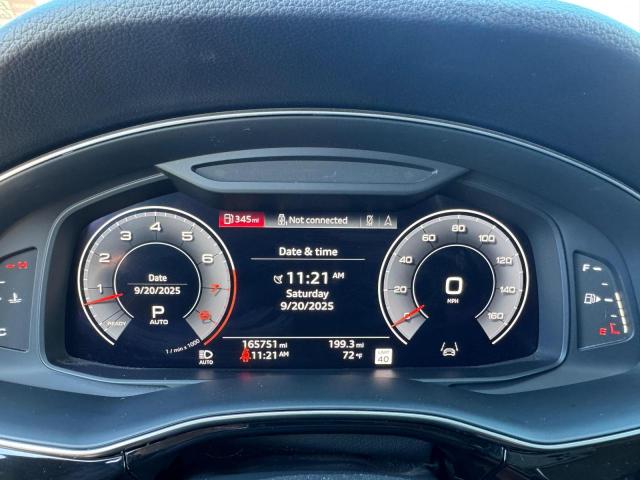 345 mi
Not connected
Date & time
11:21 AM
Saturday
9/20/2025
1
2
3
4
5
6
7
Date
9/20/2025
P
AUTO
READY
1 / min x 1000
0
20
40
60
80
100
120
140
160
0
MPH
165751 mi
199.3 mi
11:21 AM
72 °F
LIMIT
40
AUTO
H
C
F
E